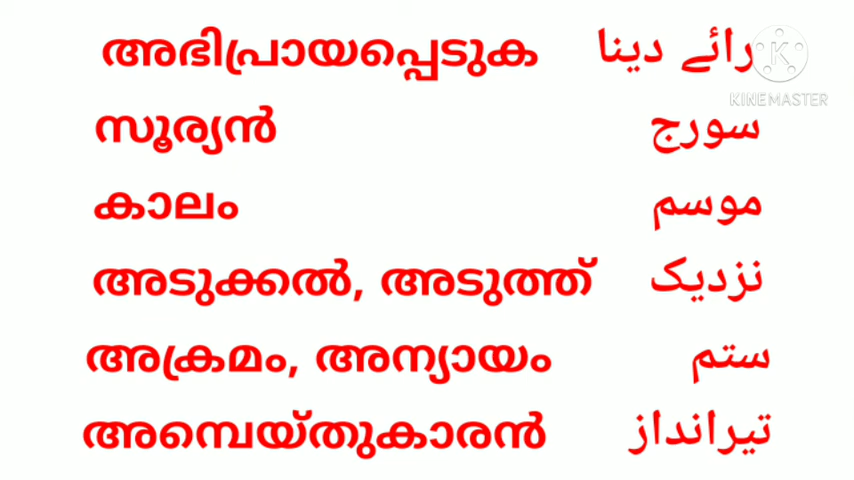 അഭിപ്രായപ്പെടുക رائے دینا
KINEMASTER
സൂര്യൻ سورج
കാലം موسم
അടുക്കൽ, അടുത്ത് نزدیک
അക്രമം, അന്യായം ستم
അമ്പെയ്തുകാരൻ تیرانداز